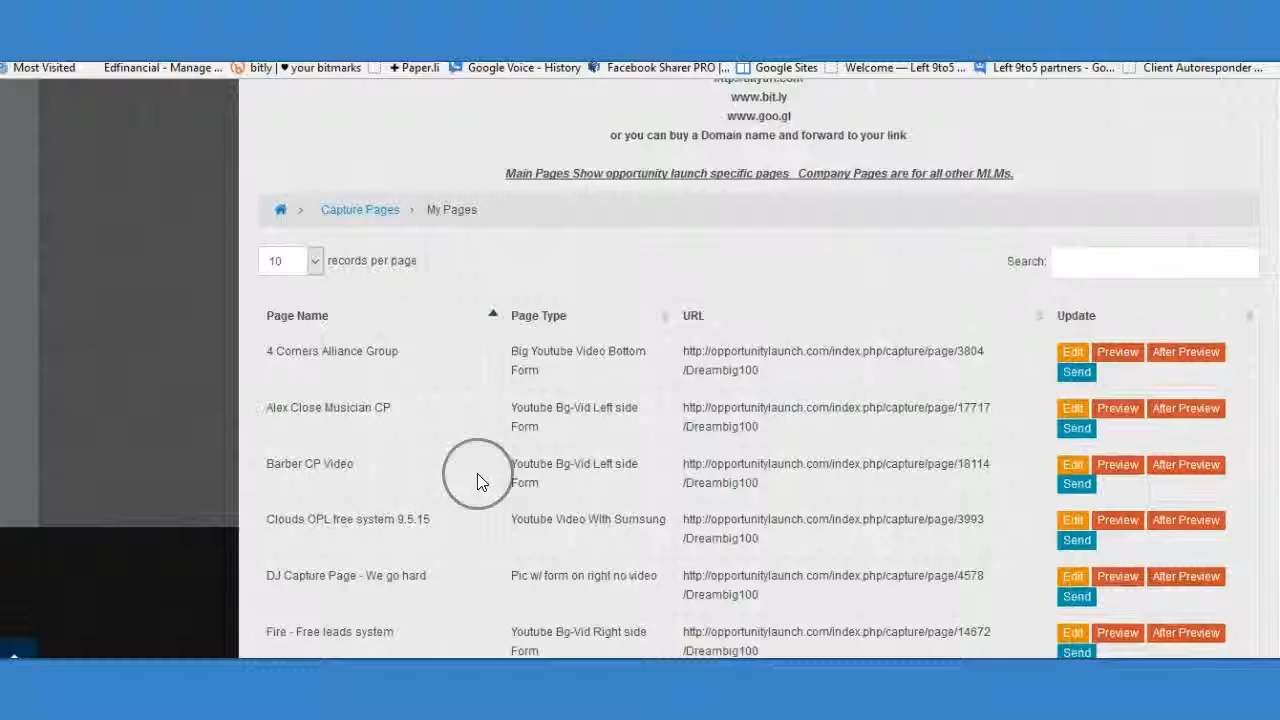 Most Visited Edfinancial - Manage ... bitly | ♥ your bitmarks + Paper.li Google Voice - History Facebook Sharer PRO |... Google Sites Welcome — Left 9to5 ... Left 9to5 partners - Go... Client Autoresponder ...
www.bit.ly
www.goo.gl
or you can buy a Domain name and forward to your link
Main Pages Show opportunity launch specific pages Company Pages are for all other MLMs.
Capture Pages › My Pages
10 records per page Search:
Page Name Page Type URL Update
4 Corners Alliance Group Big Youtube Video Bottom http://opportunitylaunch.com/index.php/capture/page/3804 Edit Preview After Preview
Form /Dreambig100 Send
Alex Close Musician CP Youtube Bg-Vid Left side http://opportunitylaunch.com/index.php/capture/page/17717 Edit Preview After Preview
Form /Dreambig100 Send
Barber CP Video Youtube Bg-Vid Left side http://opportunitylaunch.com/index.php/capture/page/18114 Edit Preview After Preview
Form /Dreambig100 Send
Clouds OPL free system 9.5.15 Youtube Video With Sumsung http://opportunitylaunch.com/index.php/capture/page/3993 Edit Preview After Preview
/Dreambig100 Send
DJ Capture Page - We go hard Pic w/ form on right no video http://opportunitylaunch.com/index.php/capture/page/4578 Edit Preview After Preview
/Dreambig100 Send
Fire - Free leads system Youtube Bg-Vid Right side http://opportunitylaunch.com/index.php/capture/page/14672 Edit Preview After Preview
Form /Dreambig100 Send